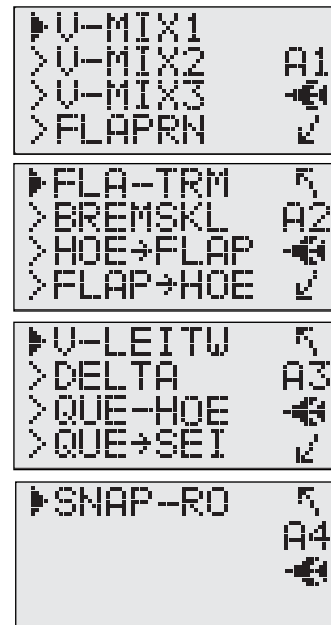 V-MIX1
>V-MIX2 A1
>V-MIX3
>FLAPRN
FLA-TRM
>BREMSKL A2
>HOE→FLAP
>FLAP→HOE
V-LEITW
>DELTA A3
>QUE-HOE
>QUE→SEI
SNAP-RO
A4